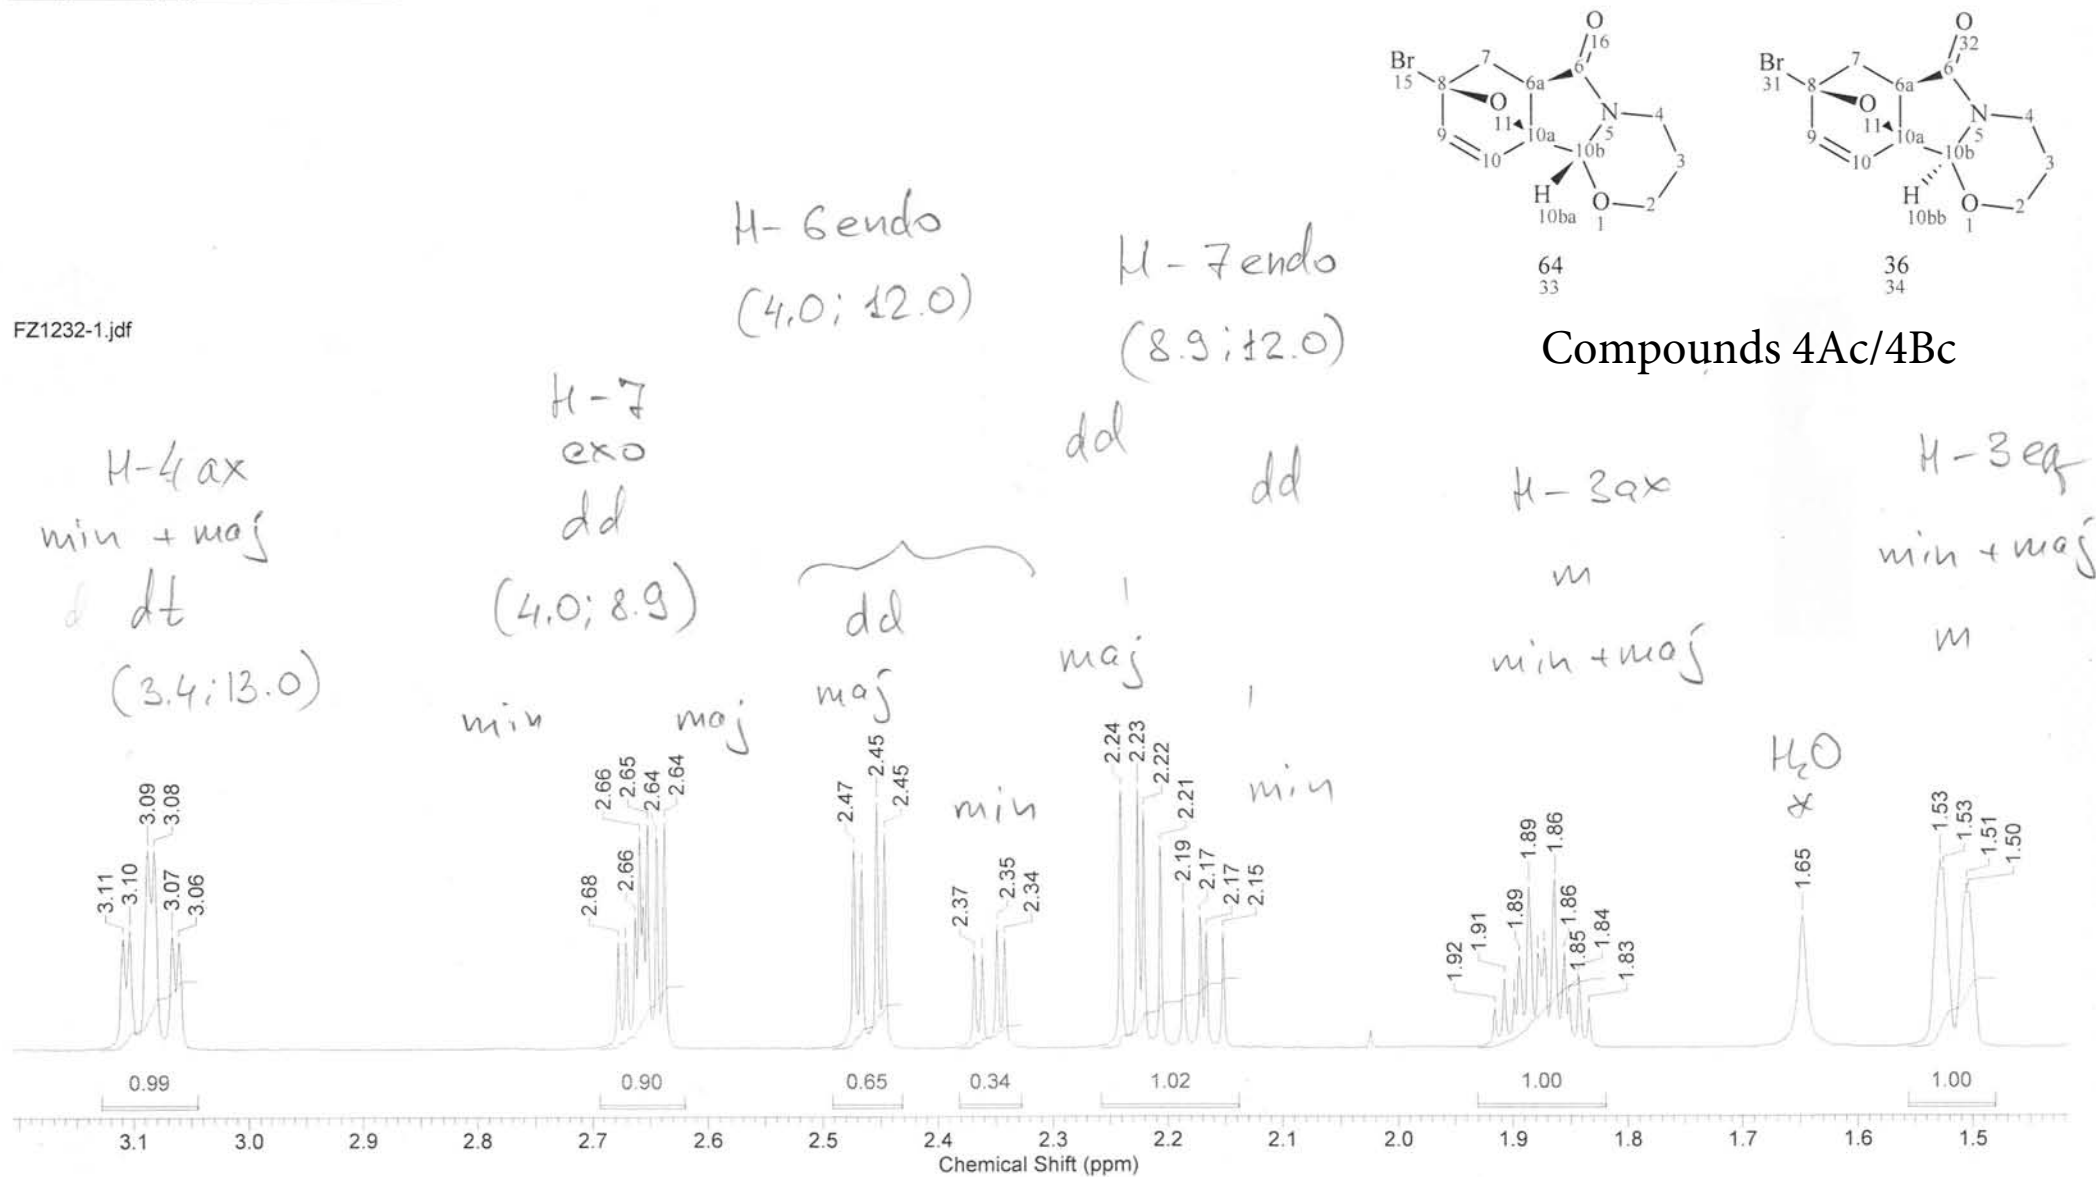 FZ1232-1.jdf
O
16
Br
15
7
8
6a
6
O
11
N
5
4
9
10
10a
10b
3
H
10ba
O
1
2
64
33
O
32
Br
31
7
8
6a
6
O
11
N
5
4
9
10
10a
10b
3
H
10bb
O
1
2
36
34
Compounds 4Ac/4Bc
H-4 ax
min + maj
d dt
(3.4; 13.0)
H-7
exo
dd
(4.0; 8.9)
min
maj
H-6endo
(4.0; 12.0)
dd
maj
min
H-7endo
(8.9; 12.0)
dd
maj
dd
min
H-3ax
m
min + maj
H2O
*
H-3eq
min + maj
m
3.11
3.10
3.09
3.08
3.07
3.06
2.68
2.66
2.66
2.65
2.64
2.64
2.47
2.45
2.45
2.37
2.35
2.34
2.24
2.23
2.22
2.21
2.19
2.17
2.17
2.15
1.92
1.91
1.89
1.89
1.86
1.86
1.85
1.84
1.83
1.65
1.53
1.53
1.51
1.50
0.99
0.90
0.65
0.34
1.02
1.00
1.00
3.1 3.0 2.9 2.8 2.7 2.6 2.5 2.4 2.3 2.2 2.1 2.0 1.9 1.8 1.7 1.6 1.5
Chemical Shift (ppm)